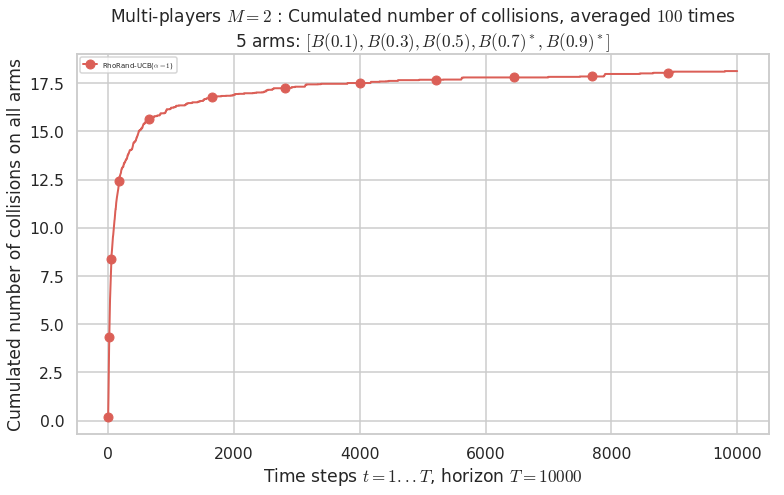 Multi-players M = 2 : Cumulated number of collisions, averaged 100 times
5 arms: [B(0.1), B(0.3), B(0.5), B(0.7)*, B(0.9)*]
RhoRand-UCB(α=1)
Cumulated number of collisions on all arms
17.5
15.0
12.5
10.0
7.5
5.0
2.5
0.0
0 2000 4000 6000 8000 10000
Time steps t = 1...T, horizon T = 10000